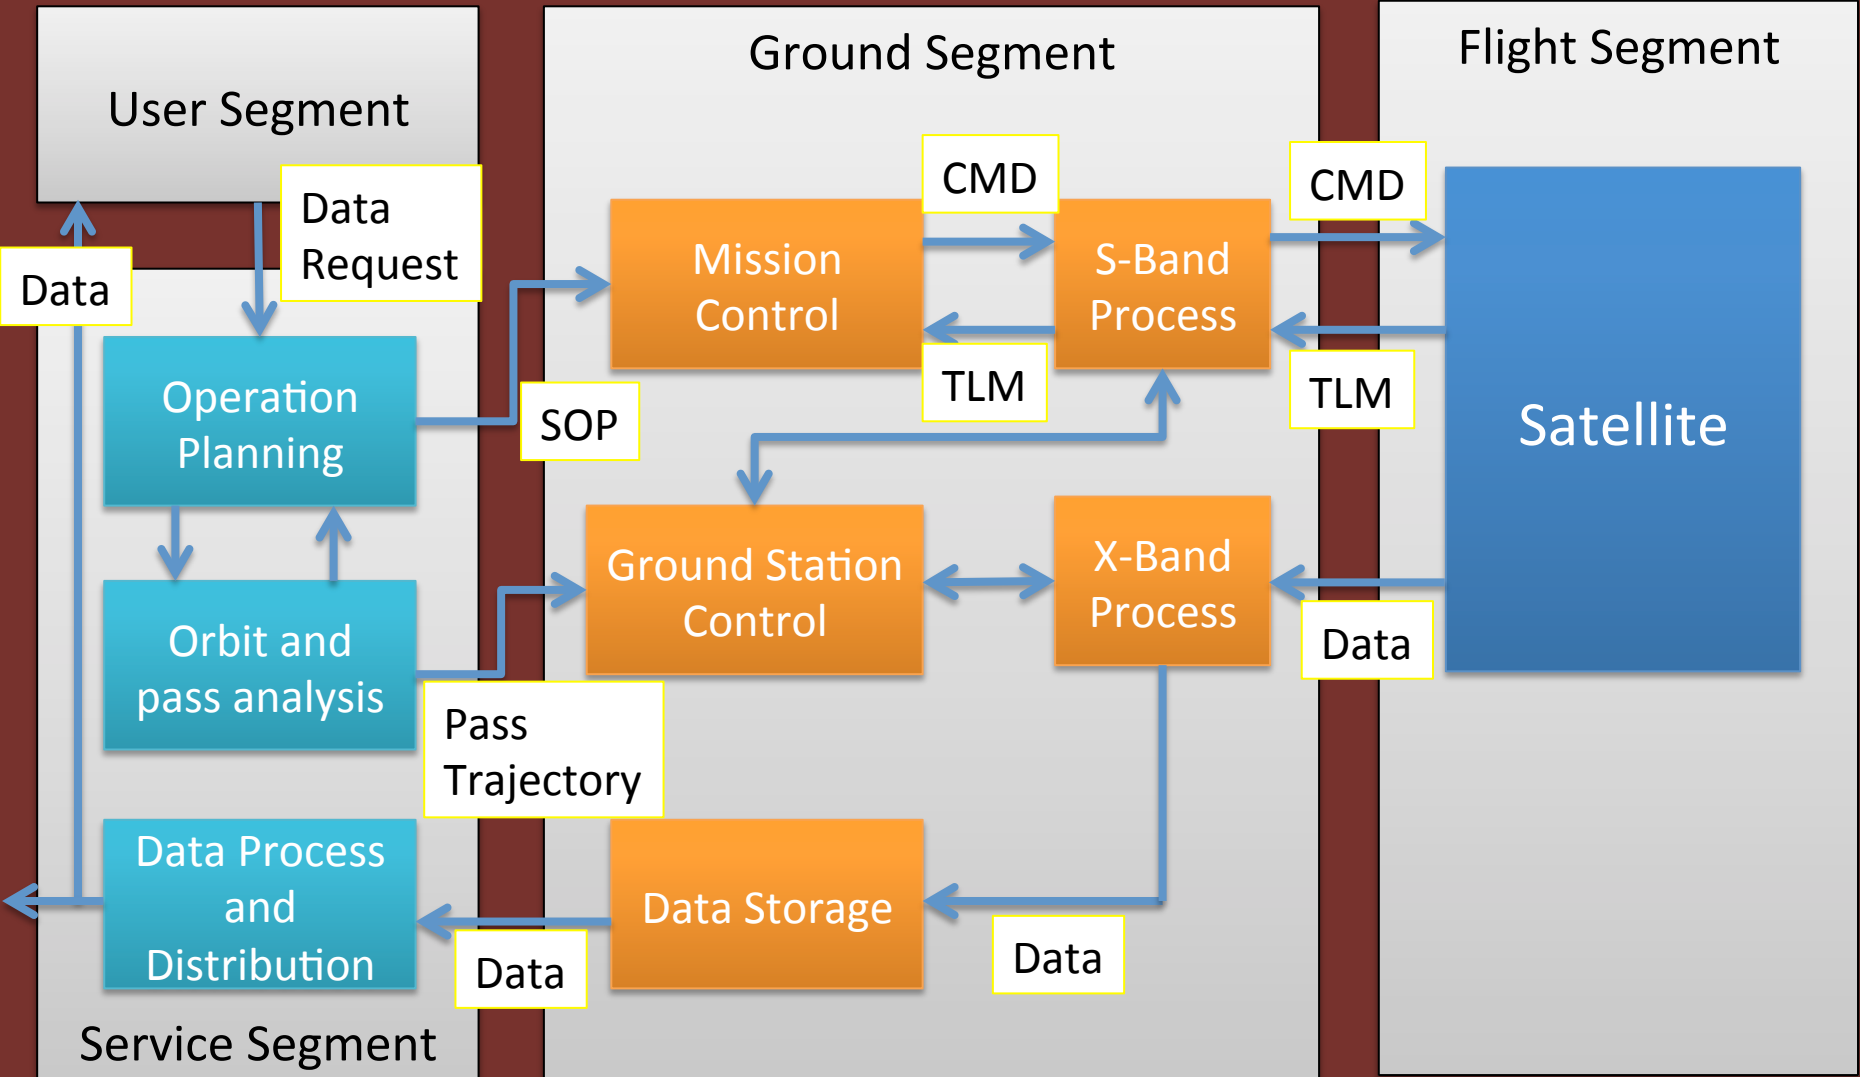 User Segment
Data
Request
Data
Operation
Planning
Orbit and
pass analysis
Data Process
and
Distribution
Service Segment
Ground Segment
SOP
Pass
Trajectory
Data
Mission
Control
CMD
TLM
S-Band
Process
Ground Station
Control
X-Band
Process
Data Storage
Data
Flight Segment
CMD
TLM
Data
Satellite